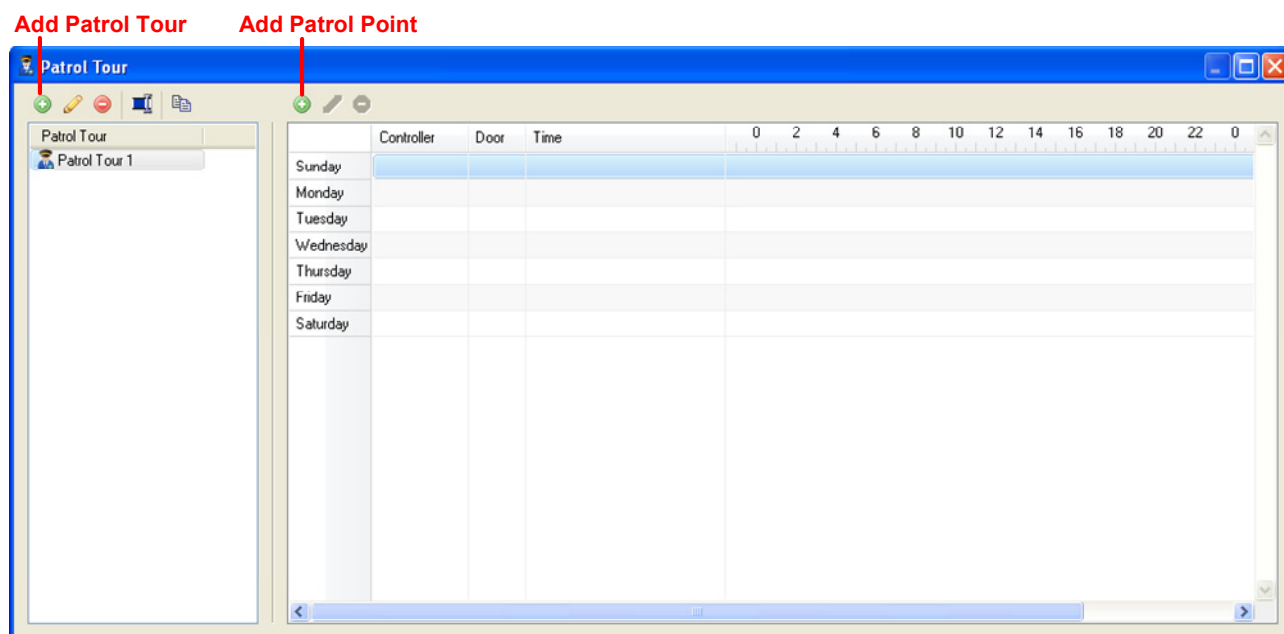 Add Patrol Tour Add Patrol Point
Patrol Tour
Patrol Tour
Controller Door Time 0 2 4 6 8 10 12 14 16 18 20 22 0
Patrol Tour 1
Sunday
Monday
Tuesday
Wednesday
Thursday
Friday
Saturday